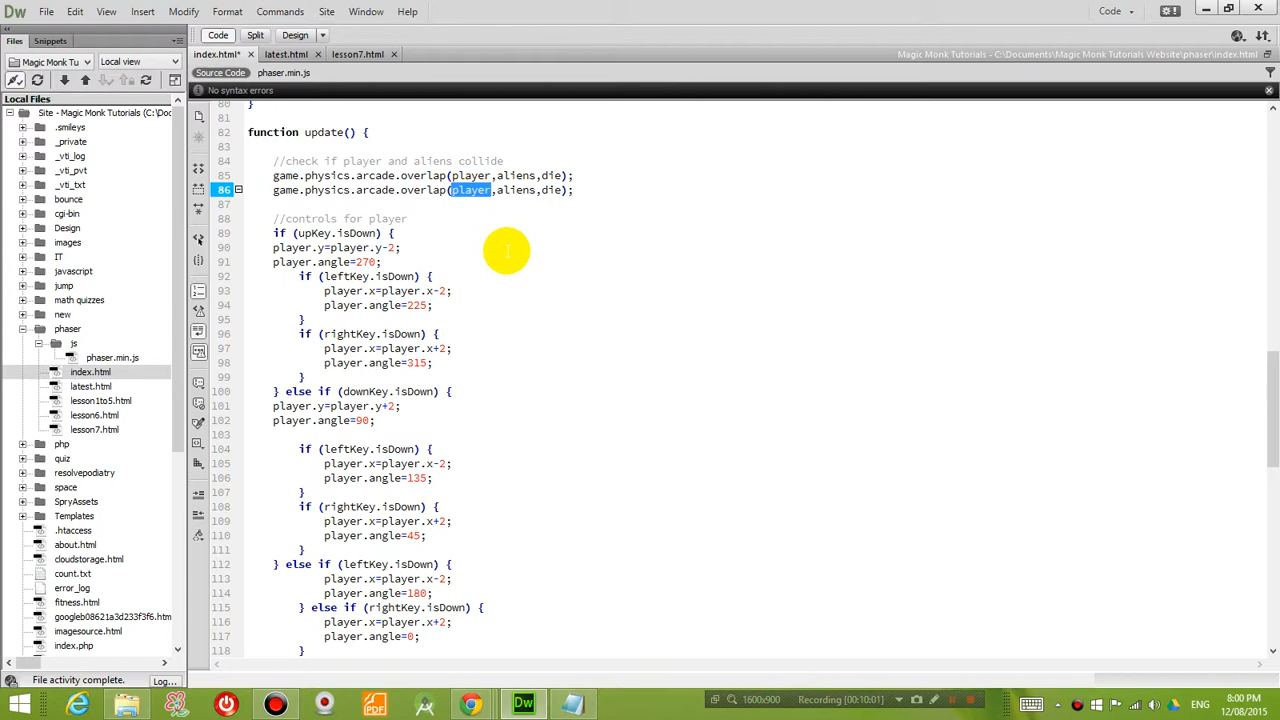 Dw File Edit View Insert Modify Format Commands Site Window Help Code
Files Snippets
Code Split Design
Magic Monk Tu Local view
index.html* latest.html lesson7.html Magic Monk Tutorials - C:\Documents\Magic Monk Tutorials Website\phaser\index.html
Source Code phaser.min.js
No syntax errors
Local Files
Site - Magic Monk Tutorials (C:\Doc
.smileys
_private
_vti_log
_vti_pvt
_vti_txt
bounce
cgi-bin
Design
images
IT
javascript
jump
math quizzes
new
phaser
js
phaser.min.js
index.html
latest.html
lesson1to5.html
lesson6.html
lesson7.html
php
quiz
resolvepodiatry
space
SpryAssets
Templates
.htaccess
about.html
cloudstorage.html
count.txt
error_log
fitness.html
googleb08621a3d233f3f6.htm
imagesource.html
index.php
File activity complete. Log...
80 }
81
82 function update() {
83
84 //check if player and aliens collide
85 game.physics.arcade.overlap(player,aliens,die);
86 game.physics.arcade.overlap(player,aliens,die);
87
88 //controls for player
89 if (upKey.isDown) {
90 player.y=player.y-2;
91 player.angle=270;
92 if (leftKey.isDown) {
93 player.x=player.x-2;
94 player.angle=225;
95 }
96 if (rightKey.isDown) {
97 player.x=player.x+2;
98 player.angle=315;
99 }
100 } else if (downKey.isDown) {
101 player.y=player.y+2;
102 player.angle=90;
103
104 if (leftKey.isDown) {
105 player.x=player.x-2;
106 player.angle=135;
107 }
108 if (rightKey.isDown) {
109 player.x=player.x+2;
110 player.angle=45;
111 }
112 } else if (leftKey.isDown) {
113 player.x=player.x-2;
114 player.angle=180;
115 } else if (rightKey.isDown) {
116 player.x=player.x+2;
117 player.angle=0;
118 }
Dw PDF 1600x900 Recording [00:10:01] ENG 8:00 PM
12/08/2015